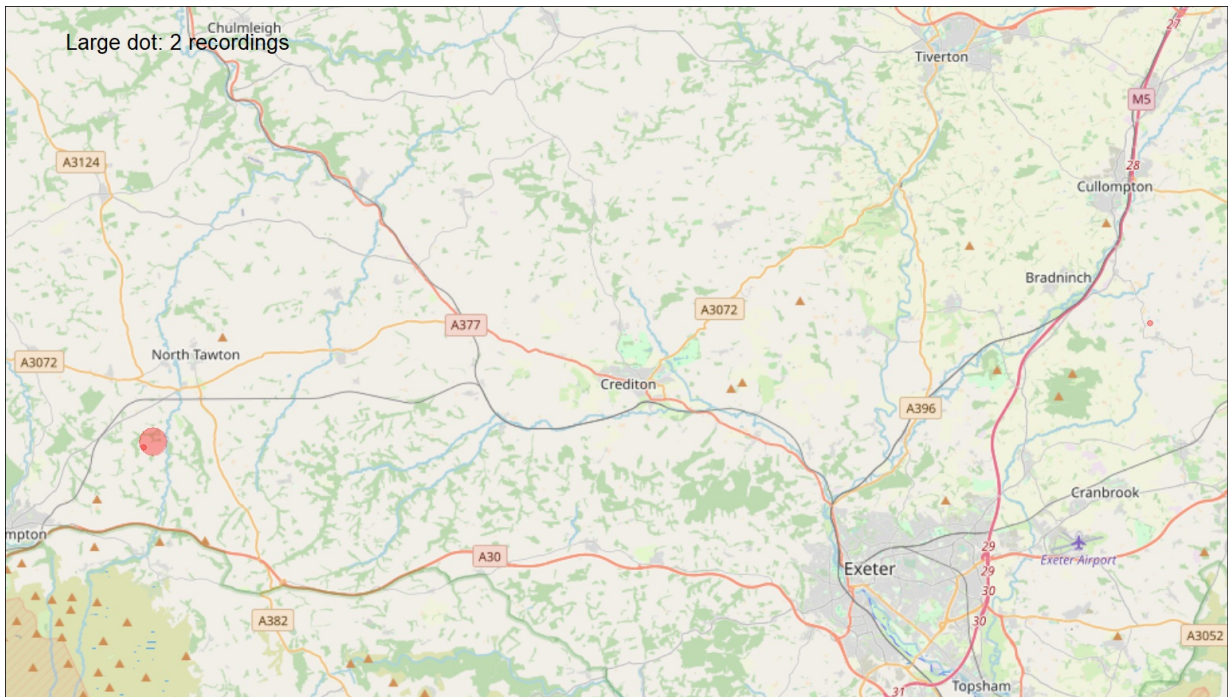 Chulmleigh
Large dot: 2 recordings
27
Tiverton
M5
A3124
28
Cullompton
Bradninch
A3072
A377
North Tawton
A3072
Crediton
A396
Cranbrook
mpton
29
A30
Exeter Airport
Exeter
29
30
A382
30
A3052
Topsham
31